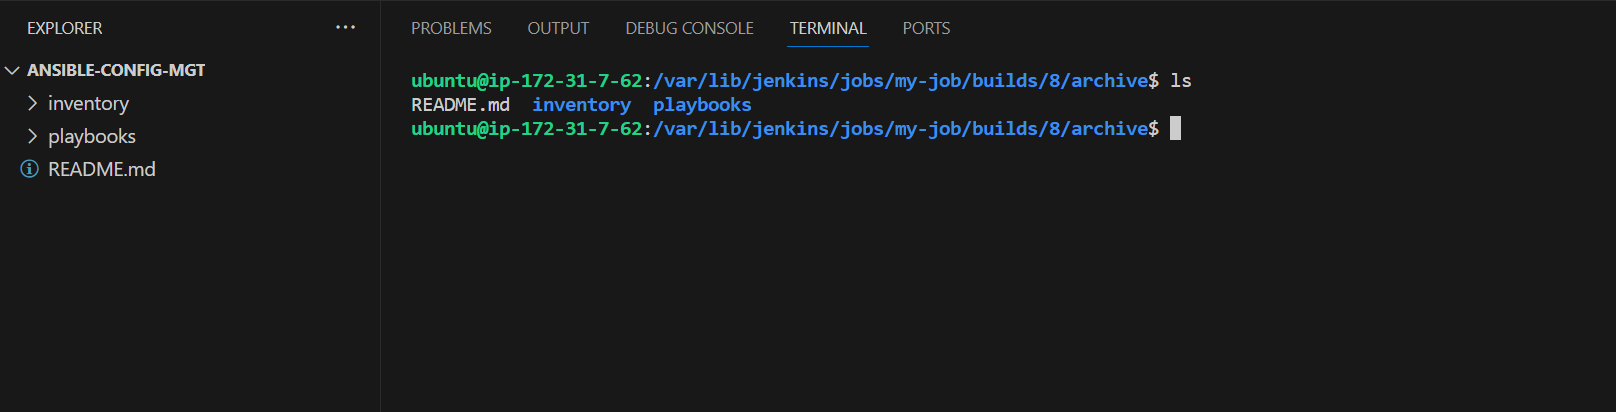 EXPLORER ...
ANSIBLE-CONFIG-MGT
inventory
playbooks
README.md
PROBLEMS OUTPUT DEBUG CONSOLE TERMINAL PORTS
ubuntu@ip-172-31-7-62:/var/lib/jenkins/jobs/my-job/builds/8/archive$ ls
README.md  inventory  playbooks
ubuntu@ip-172-31-7-62:/var/lib/jenkins/jobs/my-job/builds/8/archive$